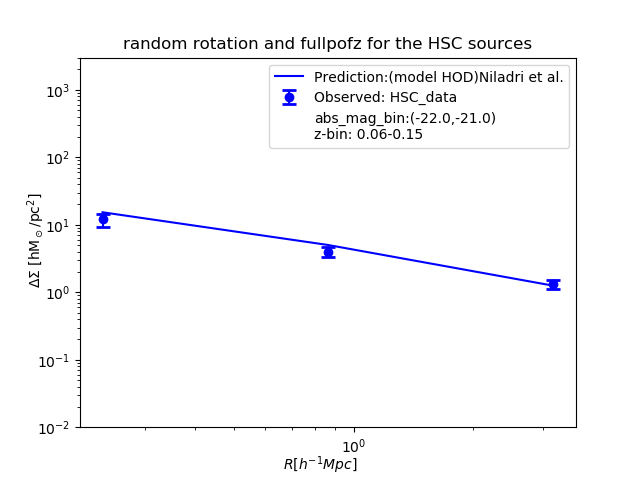 random rotation and fullpofz for the HSC sources
Prediction:(model HOD)Niladri et al.
Observed: HSC_data
abs_mag_bin:(-22.0,-21.0)
z-bin: 0.06-0.15
ΔΣ [hM⊙/pc²]
10³
10²
10¹
10⁰
10⁻¹
10⁻²
10⁰
R[h⁻¹Mpc]